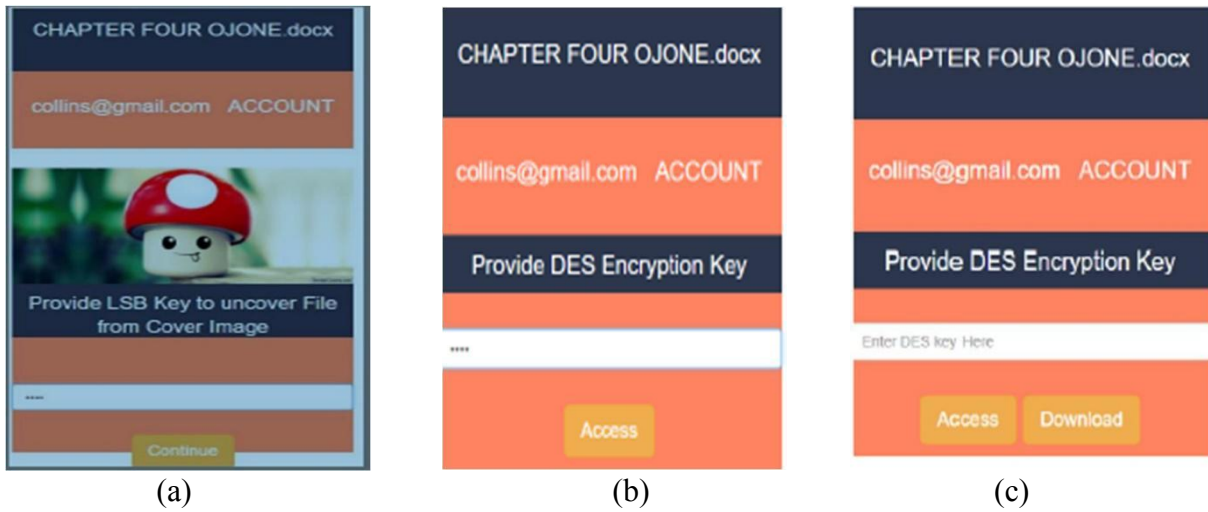 CHAPTER FOUR OJONE.docx
collins@gmail.com ACCOUNT
Provide LSB Key to uncover File
from Cover Image
****
Continue
(a)
CHAPTER FOUR OJONE.docx
collins@gmail.com ACCOUNT
Provide DES Encryption Key
****
Access
(b)
CHAPTER FOUR OJONE.docx
collins@gmail.com ACCOUNT
Provide DES Encryption Key
Enter DES key Here
Access Download
(c)